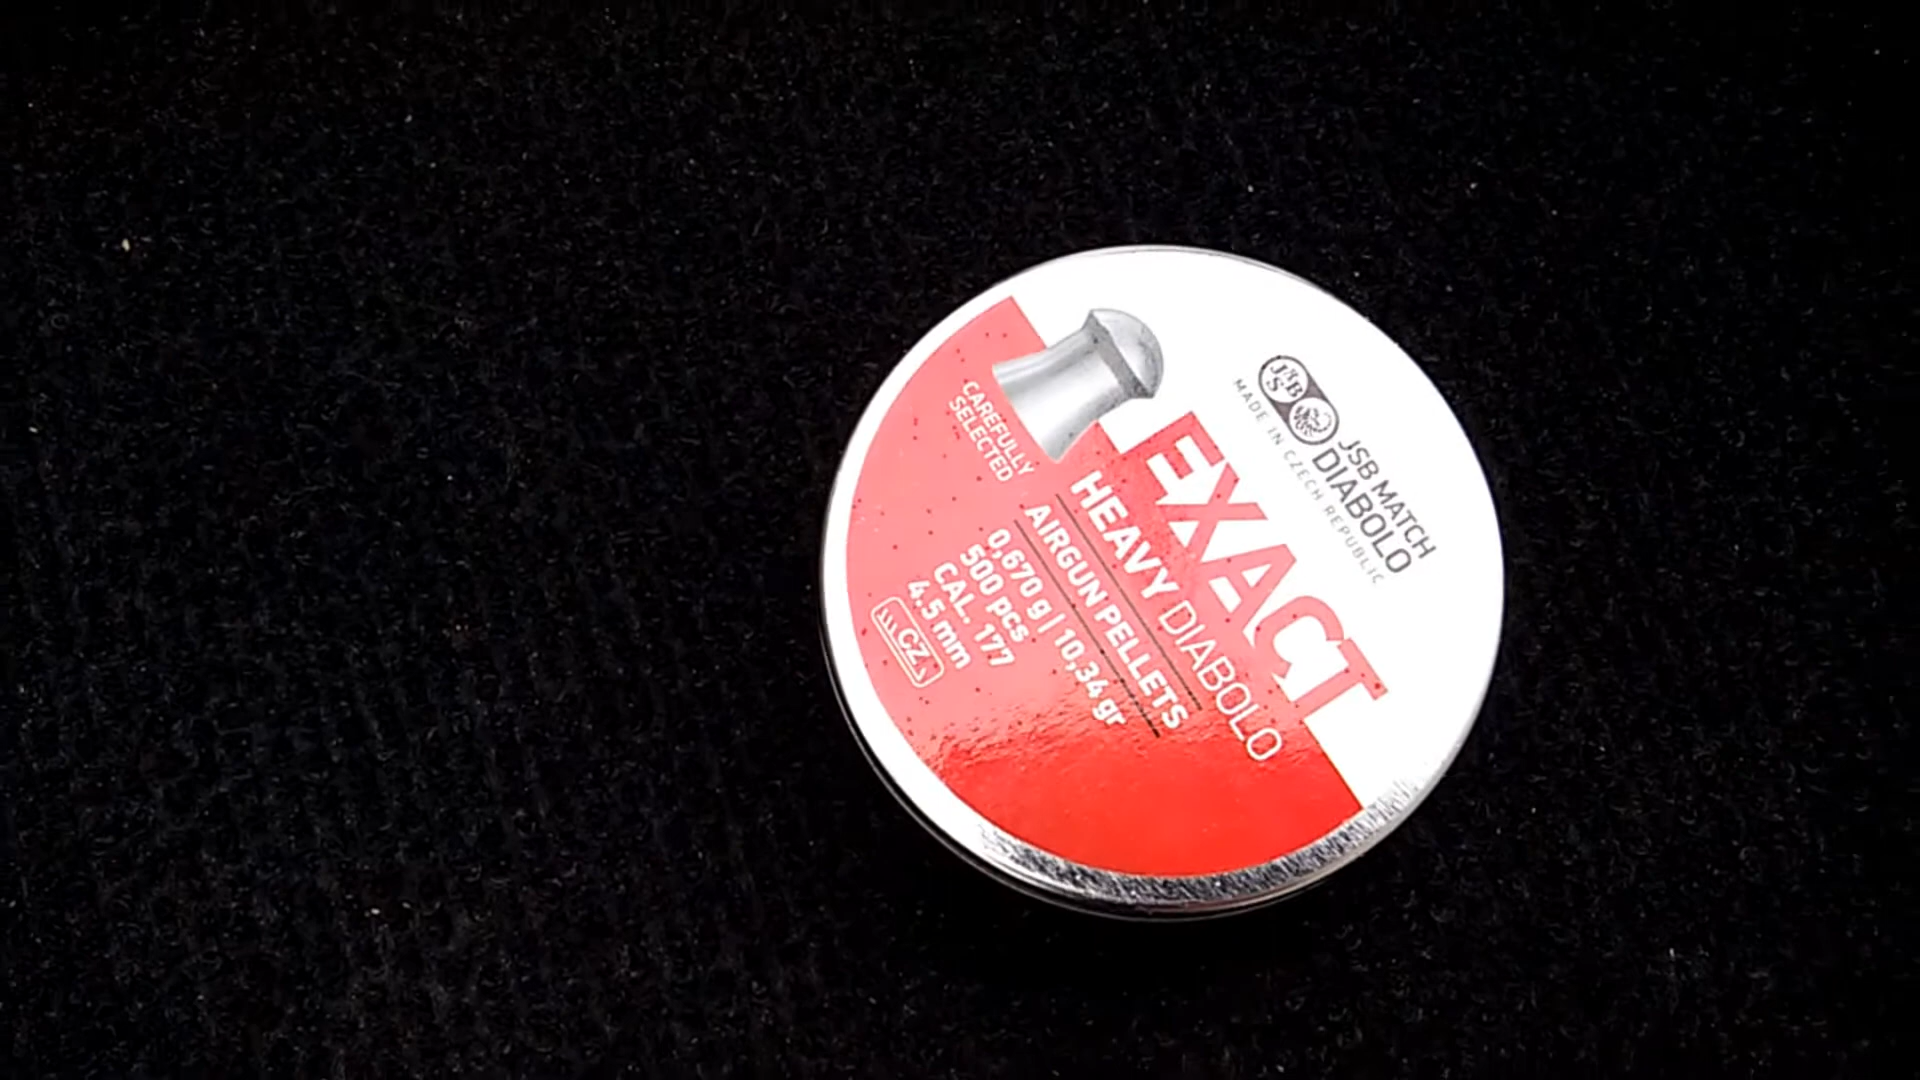 JSB
JSB MATCH
DIABOLO
MADE IN CZECH REPUBLIC
EXACT
HEAVY DIABOLO
AIRGUN PELLETS
0,670 g | 10,34 gr
500 pcs
CAL. 177
4.5 mm
CZ
CAREFULLY
SELECTED